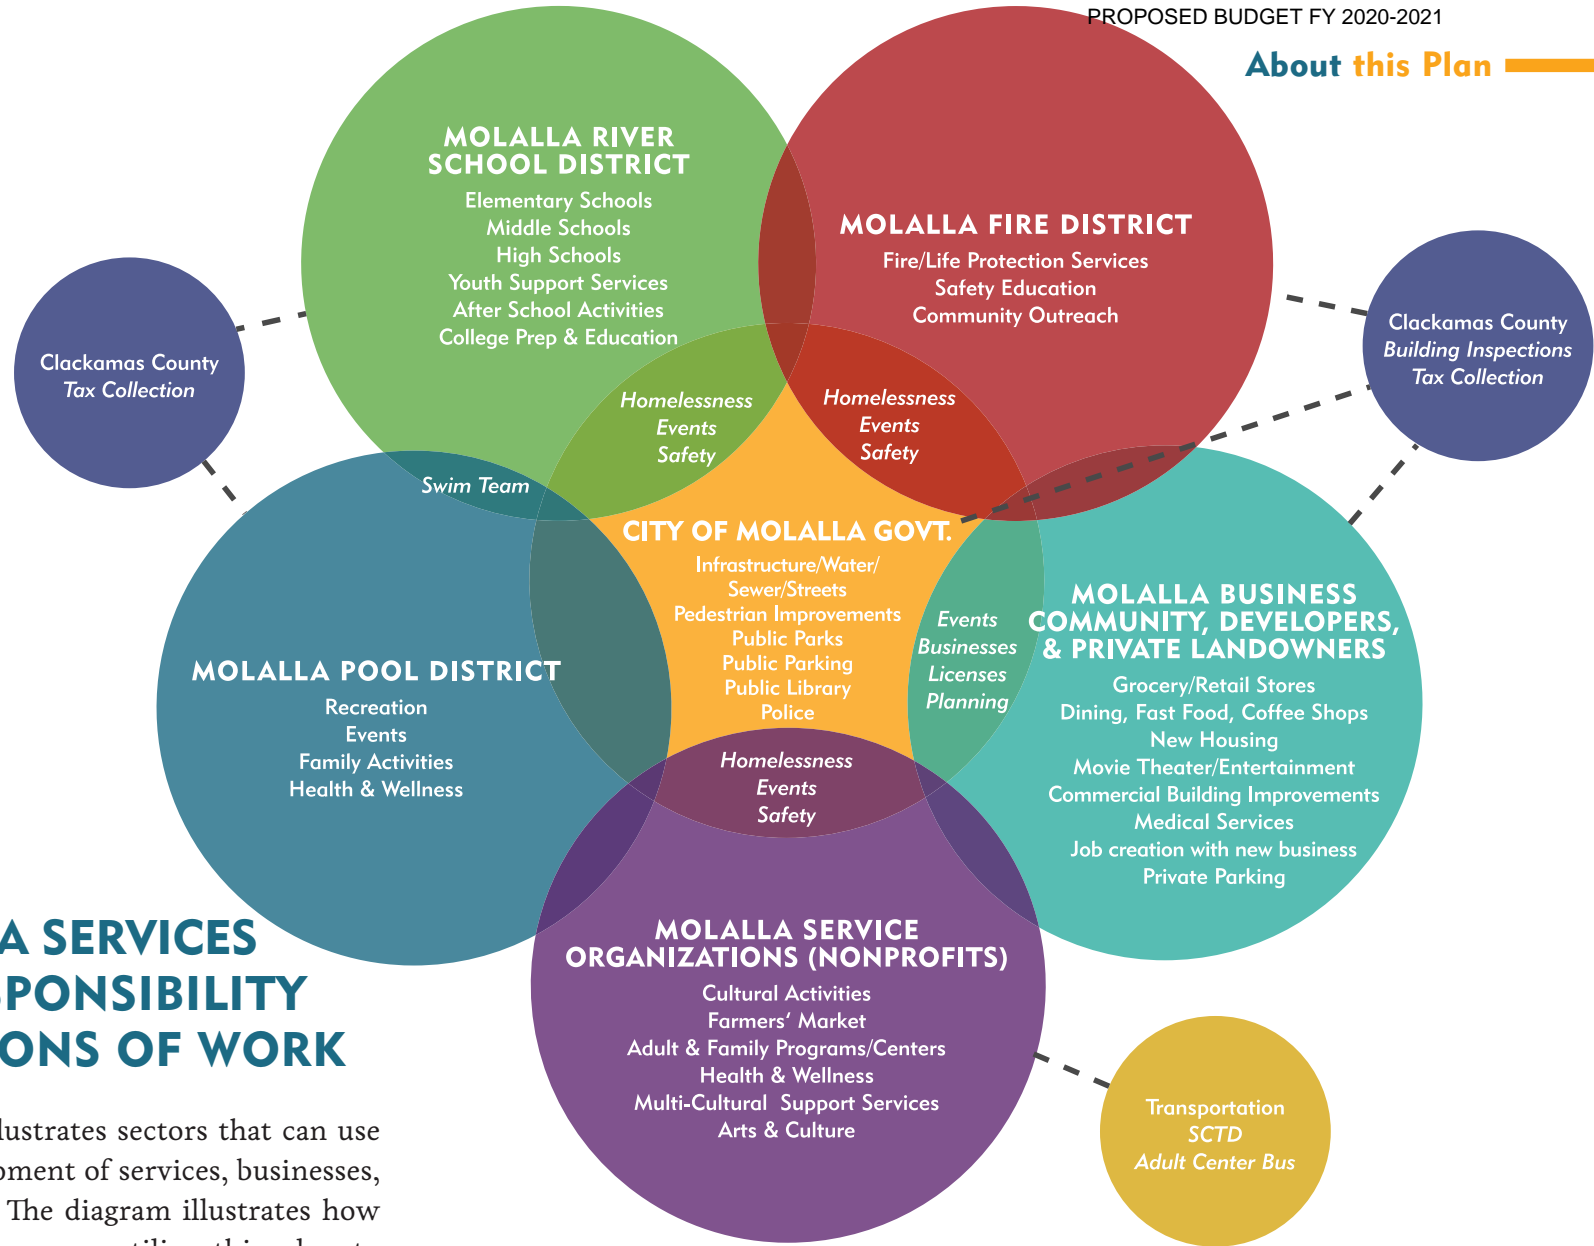 PROPOSED BUDGET FY 2020-2021
About this Plan
MOLALLA RIVER
SCHOOL DISTRICT
Elementary Schools
Middle Schools
High Schools
Youth Support Services
After School Activities
College Prep & Education
MOLALLA FIRE DISTRICT
Fire/Life Protection Services
Safety Education
Community Outreach
Clackamas County
Tax Collection
Clackamas County
Building Inspections
Tax Collection
Homelessness
Events
Safety
Homelessness
Events
Safety
Swim Team
CITY OF MOLALLA GOVT.
Infrastructure/Water/
Sewer/Streets
Pedestrian Improvements
Public Parks
Public Parking
Public Library
Police
Events
Businesses
Licenses
Planning
MOLALLA BUSINESS
COMMUNITY, DEVELOPERS,
& PRIVATE LANDOWNERS
Grocery/Retail Stores
Dining, Fast Food, Coffee Shops
New Housing
Movie Theater/Entertainment
Commercial Building Improvements
Medical Services
Job creation with new business
Private Parking
MOLALLA POOL DISTRICT
Recreation
Events
Family Activities
Health & Wellness
Homelessness
Events
Safety
MOLALLA SERVICE
ORGANIZATIONS (NONPROFITS)
Cultural Activities
Farmers' Market
Adult & Family Programs/Centers
Health & Wellness
Multi-Cultural Support Services
Arts & Culture
Transportation
SCTD
Adult Center Bus
A SERVICES
SPONSIBILITY
ONS OF WORK
lustrates sectors that can use
pment of services, businesses,
The diagram illustrates how